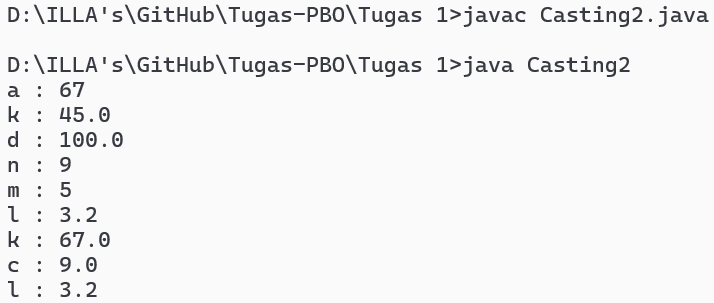 D:\ILLA's\GitHub\Tugas-PBO\Tugas 1>javac Casting2.java
D:\ILLA's\GitHub\Tugas-PBO\Tugas 1>java Casting2
a : 67
k : 45.0
d : 100.0
n : 9
m : 5
l : 3.2
k : 67.0
c : 9.0
l : 3.2